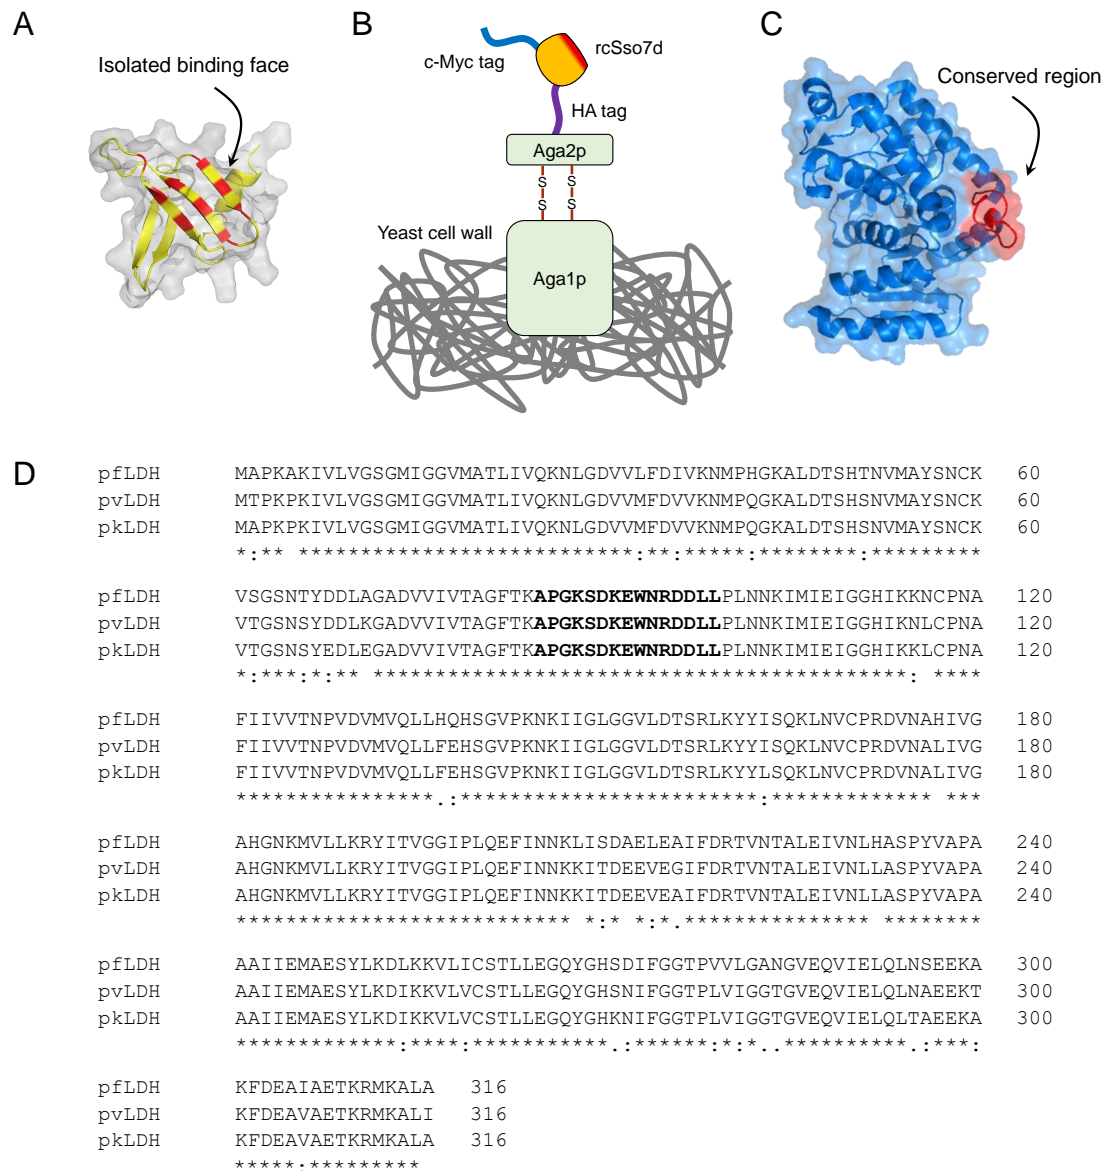 A
B
C
Isolated binding face
c-Myc tag
rcSso7d
HA tag
Aga2p
S S
S S
Yeast cell wall
Aga1p
Conserved region
D
pfLDH MAPKAKIVLVGSGMIGGVMATLIVQKNLGDVVLFDIVKNMPHGKALDTSHTNVMAYSNCK 60
pvLDH MTPKPKIVLVGSGMIGGVMATLIVQKNLGDVVMFDVVKNMPQGKALDTSHSNVMAYSNCK 60
pkLDH MAPKPKIVLVGSGMIGGVMATLIVQKNLGDVVMFDVVKNMPQGKALDTSHSNVMAYSNCK 60
*:** ***************************:**:*****:********:*********
pfLDH VSGSNTYDDLAGADVVIVTAGFTKAPGKSDKEWNRDDLLPLNNKIMIEIGGHIKKNCPNA 120
pvLDH VTGSNSYDDLKGADVVIVTAGFTKAPGKSDKEWNRDDLLPLNNKIMIEIGGHIKNLCPNA 120
pkLDH VTGSNSYEDLEGADVVIVTAGFTKAPGKSDKEWNRDDLLPLNNKIMIEIGGHIKKLCPNA 120
*:***:*:** *******************************************: ****
pfLDH FIIVVTNPVDVMVQLLHQHSGVPKNKIIGLGGVLDTSRLKYYISQKLNVCPRDVNAHIVG 180
pvLDH FIIVVTNPVDVMVQLLFEHSGVPKNKIIGLGGVLDTSRLKYYISQKLNVCPRDVNALIVG 180
pkLDH FIIVVTNPVDVMVQLLFEHSGVPKNKIIGLGGVLDTSRLKYYLSQKLNVCPRDVNALIVG 180
****************.:************************:************* ***
pfLDH AHGNKMVLLKRYITVGGIPLQEFINNKLISDAELEAIFDRTVNTALEIVNLHASPYVAPA 240
pvLDH AHGNKMVLLKRYITVGGIPLQEFINNKKITDEEVEGIFDRTVNTALEIVNLLASPYVAPA 240
pkLDH AHGNKMVLLKRYITVGGIPLQEFINNKKITDEEVEAIFDRTVNTALEIVNLLASPYVAPA 240
*************************** *:* *:*.*************** ********
pfLDH AAIIEMAESYLKDLKKVLICSTLLEGQYGHSDIFGGTPVVLGANGVEQVIELQLNSEEKA 300
pvLDH AAIIEMAESYLKDIKKVLVCSTLLEGQYGHSNIFGGTPLVIGGTGVEQVIELQLNAEEKT 300
pkLDH AAIIEMAESYLKDIKKVLVCSTLLEGQYGHKNIFGGTPLVIGGTGVEQVIELQLTAEEKA 300
*************:****:***********.:******:*:*..**********.:***:
pfLDH KFDEAIAETKRMKALA 316
pvLDH KFDEAVAETKRMKALI 316
pkLDH KFDEAVAETKRMKALA 316
*****:*********